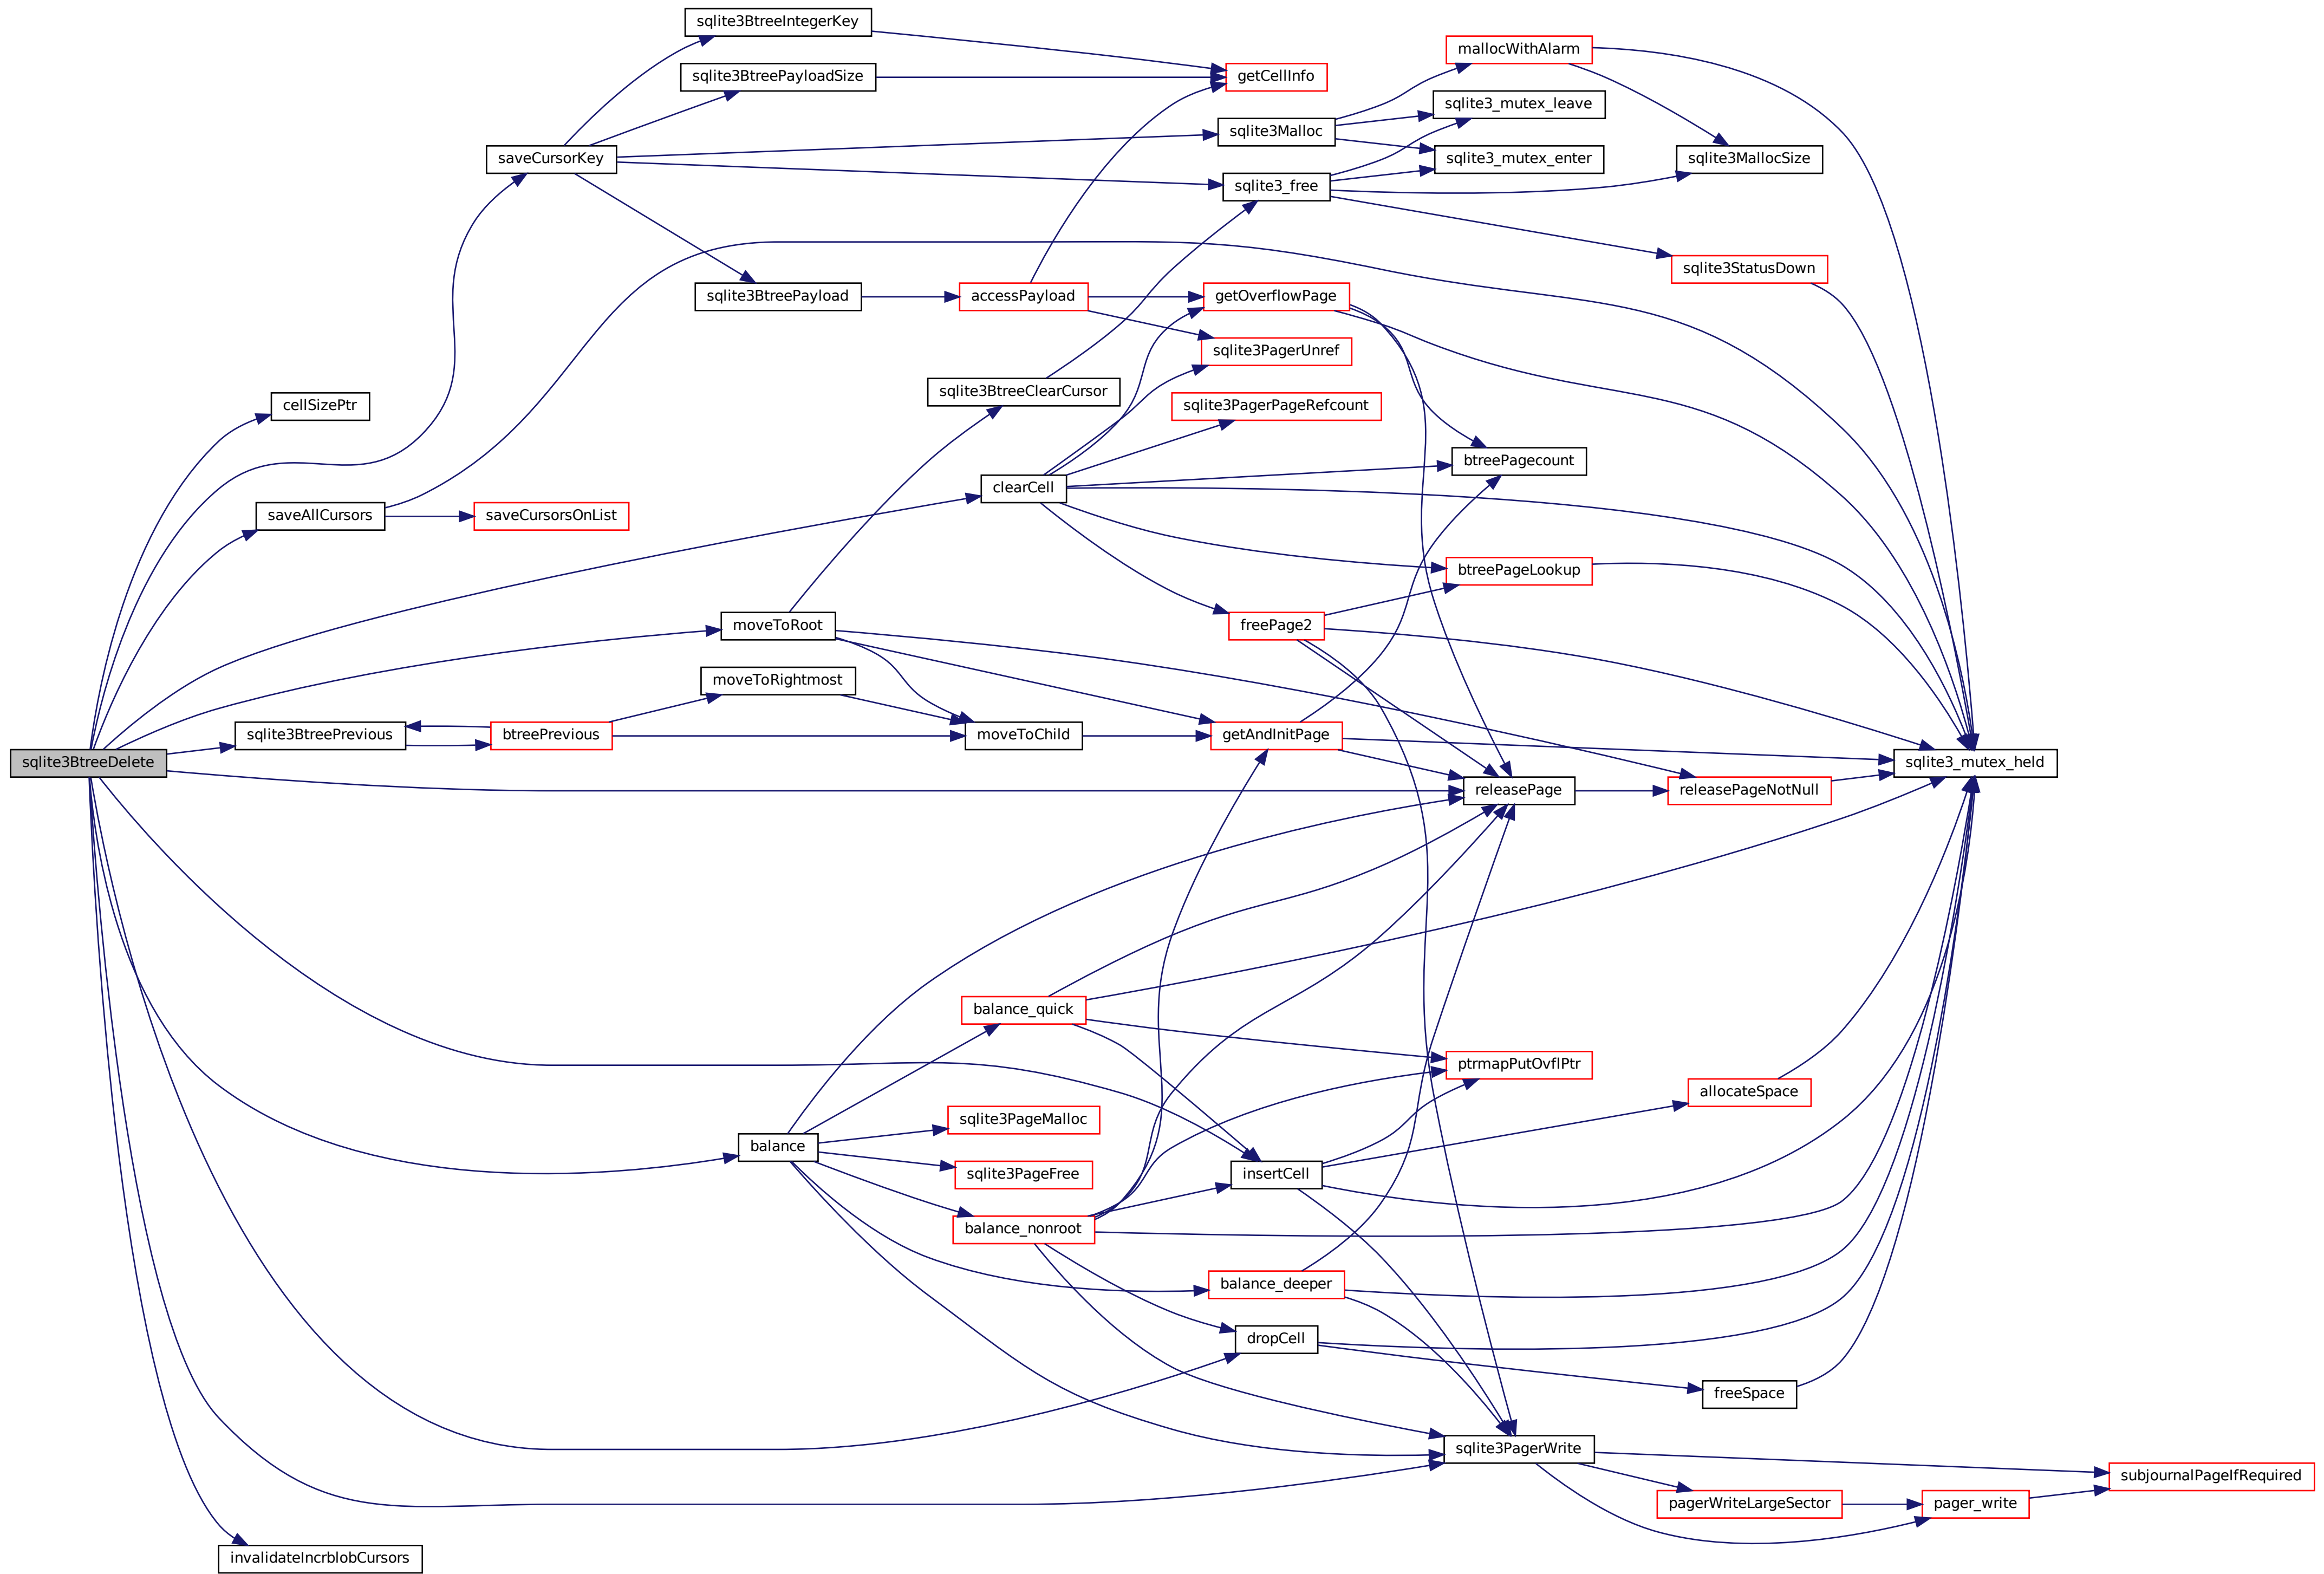 sqlite3BtreeIntegerKey
mallocWithAlarm
sqlite3BtreePayloadSize
getCellInfo
sqlite3_mutex_leave
sqlite3Malloc
saveCursorKey
sqlite3_mutex_enter
sqlite3MallocSize
sqlite3_free
sqlite3StatusDown
sqlite3BtreePayload
accessPayload
getOverflowPage
sqlite3PagerUnref
sqlite3BtreeClearCursor
cellSizePtr
sqlite3PagerPageRefcount
btreePagecount
clearCell
saveAllCursors
saveCursorsOnList
btreePageLookup
moveToRoot
freePage2
moveToRightmost
sqlite3BtreePrevious
btreePrevious
moveToChild
getAndInitPage
sqlite3BtreeDelete
sqlite3_mutex_held
releasePage
releasePageNotNull
balance_quick
ptrmapPutOvflPtr
allocateSpace
sqlite3PageMalloc
balance
sqlite3PageFree
insertCell
balance_nonroot
balance_deeper
dropCell
freeSpace
sqlite3PagerWrite
subjournalPageIfRequired
pagerWriteLargeSector
pager_write
invalidateIncrblobCursors